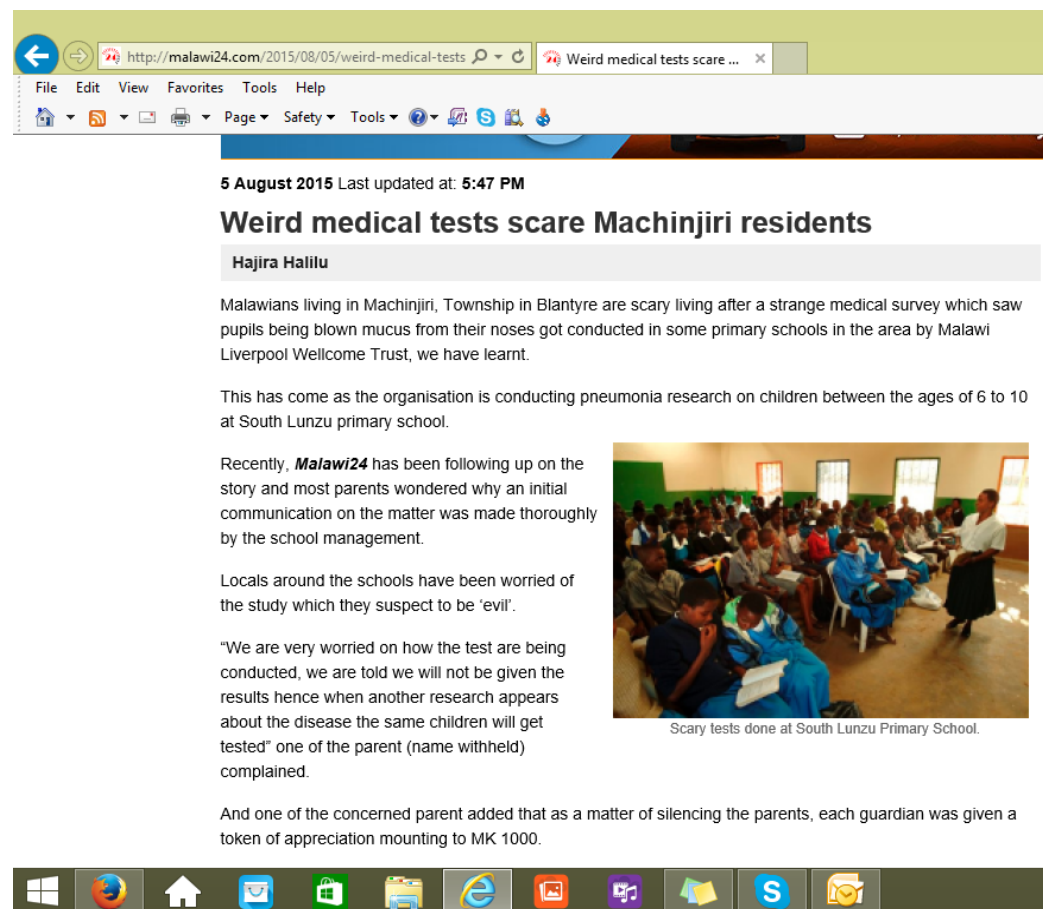 http://malawi24.com/2015/08/05/weird-medical-tests
Weird medical tests scare ...
File Edit View Favorites Tools Help
Page Safety Tools
5 August 2015 Last updated at: 5:47 PM
Weird medical tests scare Machinjiri residents
Hajira Halilu
Malawians living in Machinjiri, Township in Blantyre are scary living after a strange medical survey which saw
pupils being blown mucus from their noses got conducted in some primary schools in the area by Malawi
Liverpool Wellcome Trust, we have learnt.
This has come as the organisation is conducting pneumonia research on children between the ages of 6 to 10
at South Lunzu primary school.
Recently, Malawi24 has been following up on the
story and most parents wondered why an initial
communication on the matter was made thoroughly
by the school management.
Locals around the schools have been worried of
the study which they suspect to be ‘evil’.
“We are very worried on how the test are being
conducted, we are told we will not be given the
results hence when another research appears
about the disease the same children will get
tested” one of the parent (name withheld)
complained.
Scary tests done at South Lunzu Primary School.
And one of the concerned parent added that as a matter of silencing the parents, each guardian was given a
token of appreciation mounting to MK 1000.